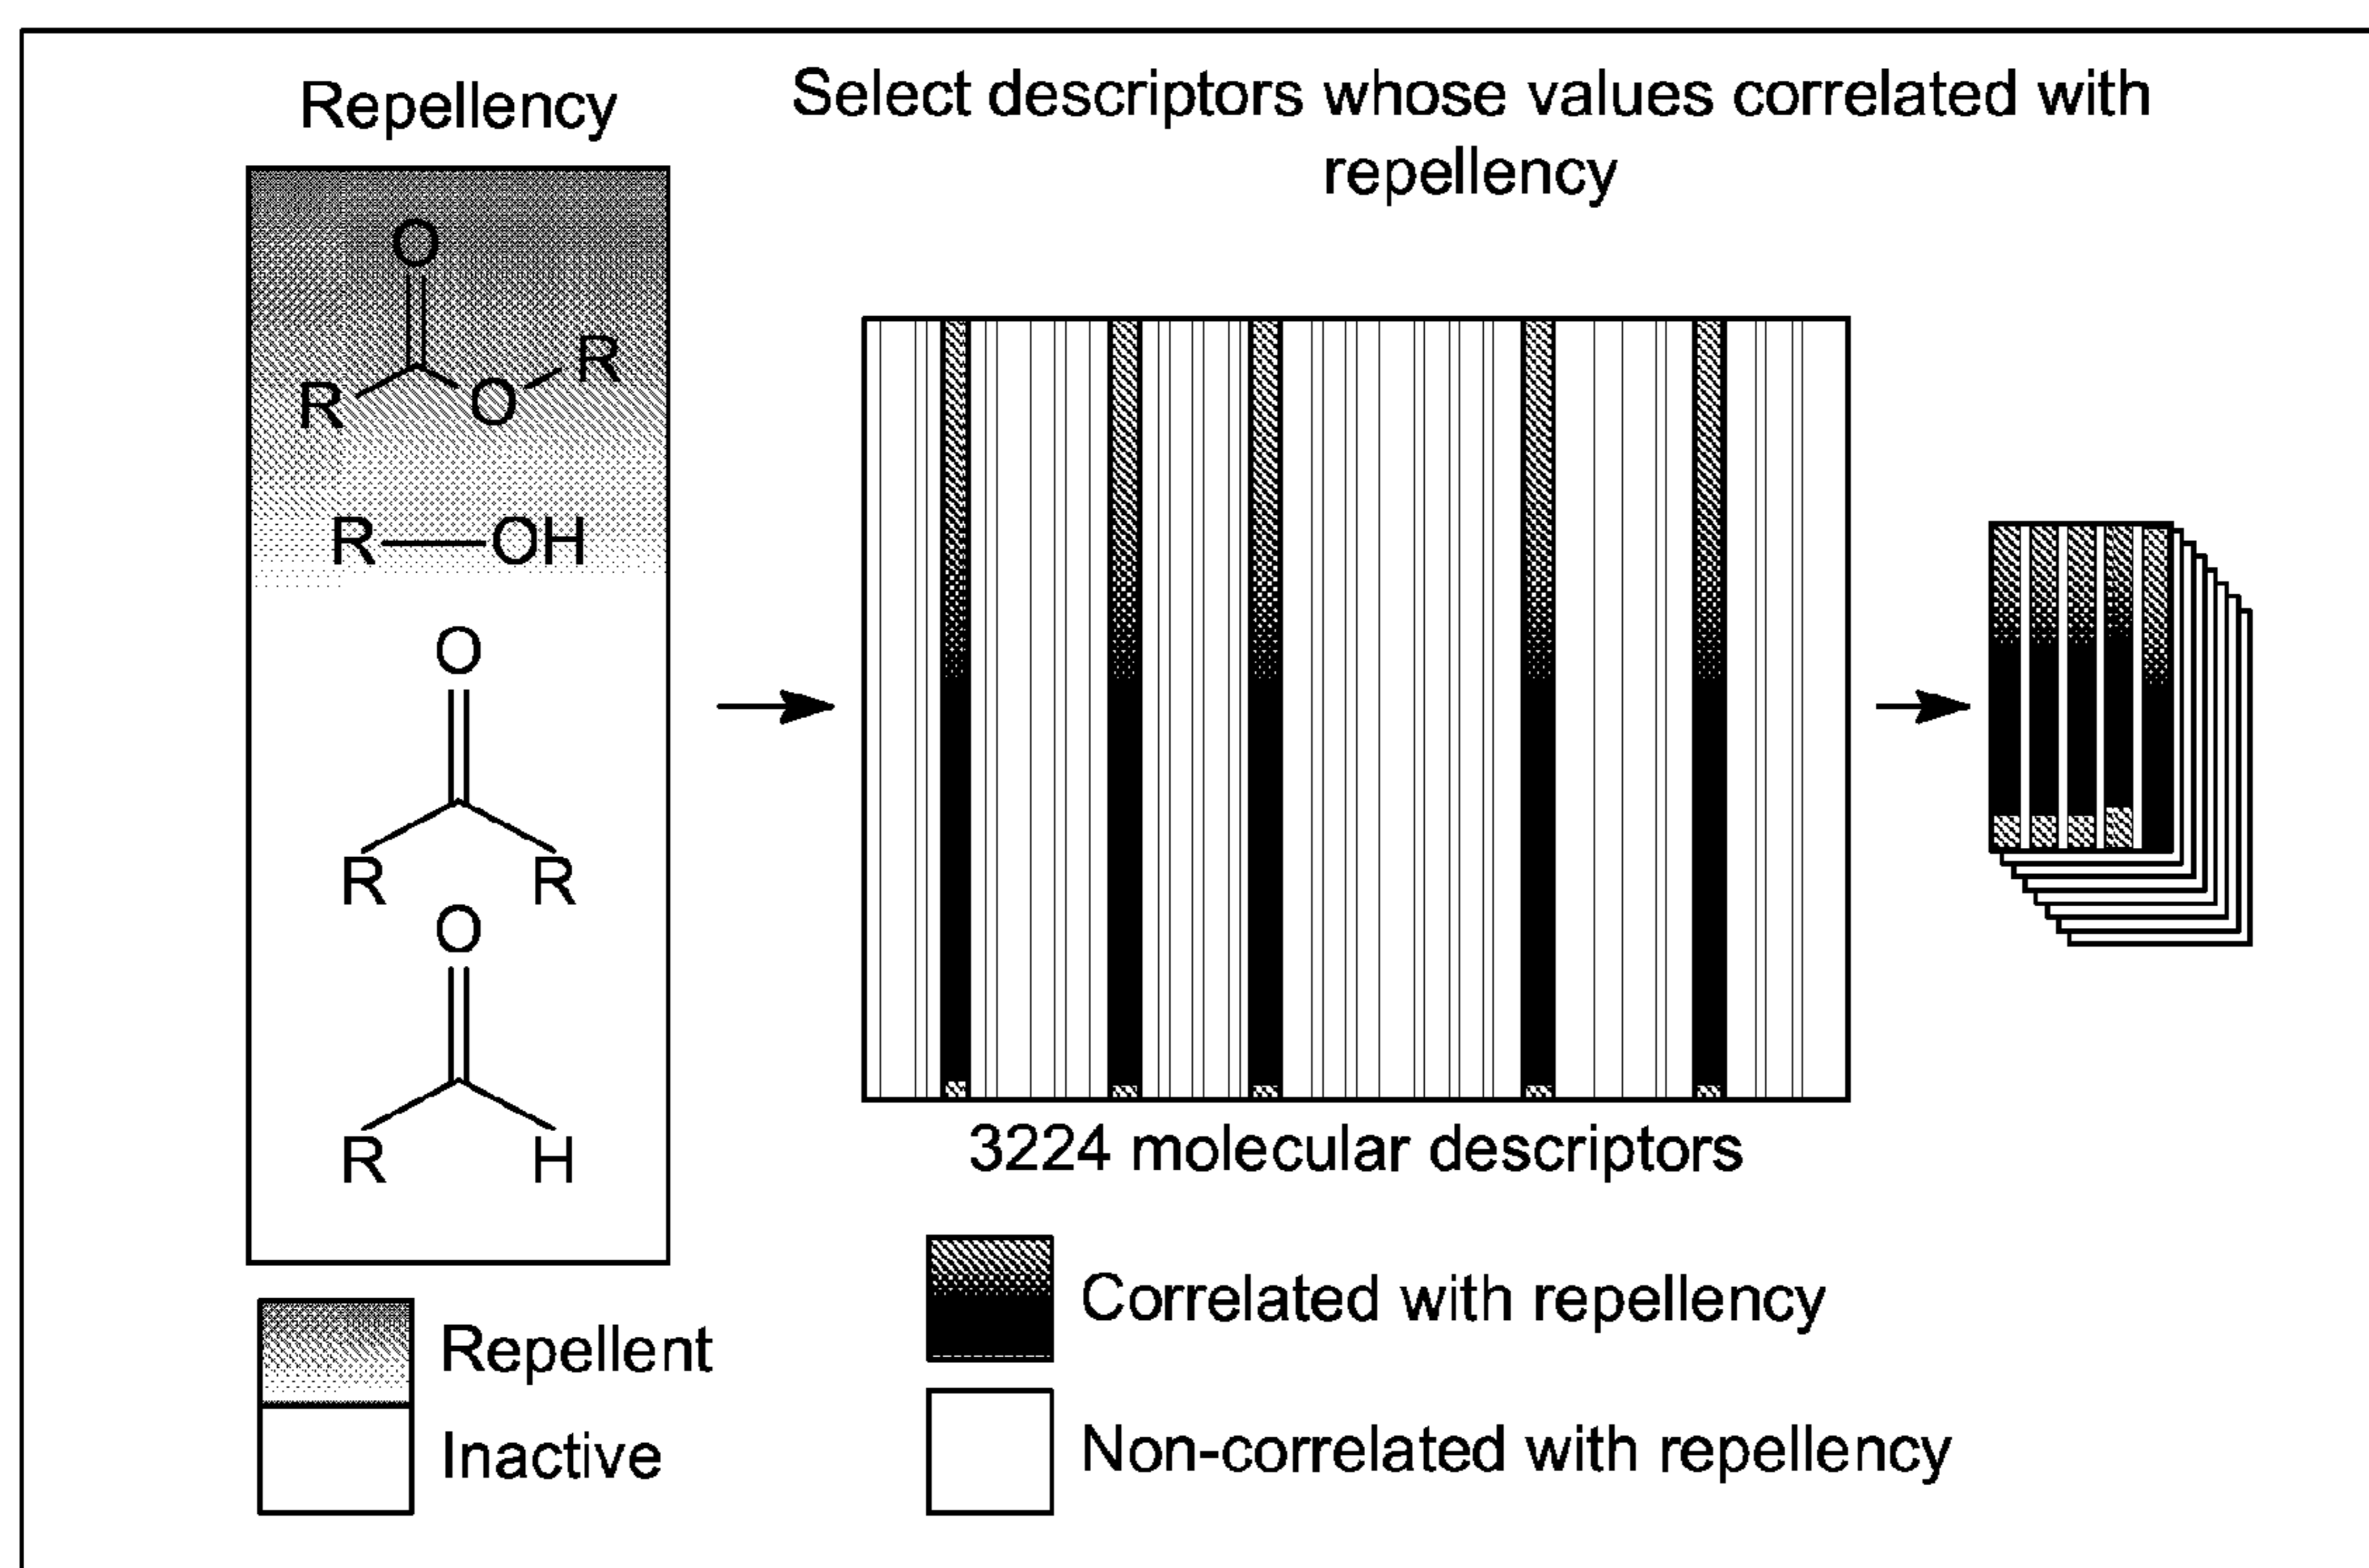 Repellency
Select descriptors whose values correlated with
repellency
O
R
O
R
R
OH
O
R
R
O
R
H
3224 molecular descriptors
Repellent
Inactive
Correlated with repellency
Non-correlated with repellency